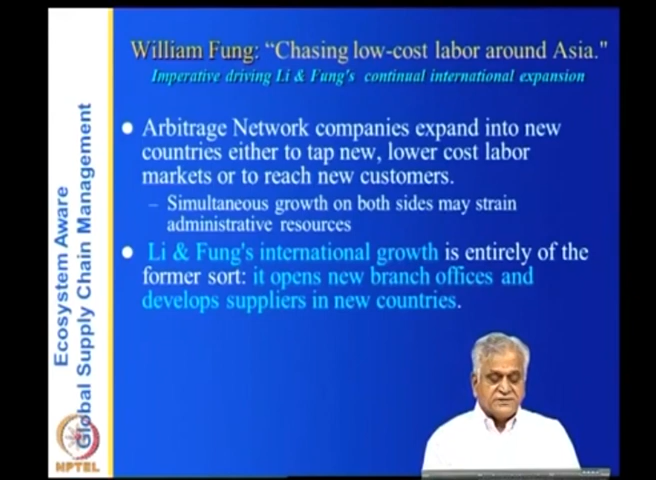 William Fung: “Chasing low-cost labor around Asia."
Imperative driving Li & Fung's continual international expansion
● Arbitrage Network companies expand into new
countries either to tap new, lower cost labor
markets or to reach new customers.
– Simultaneous growth on both sides may strain
administrative resources
● Li & Fung's international growth is entirely of the
former sort: it opens new branch offices and
develops suppliers in new countries.
Ecosystem Aware
Global Supply Chain Management
NPTEL